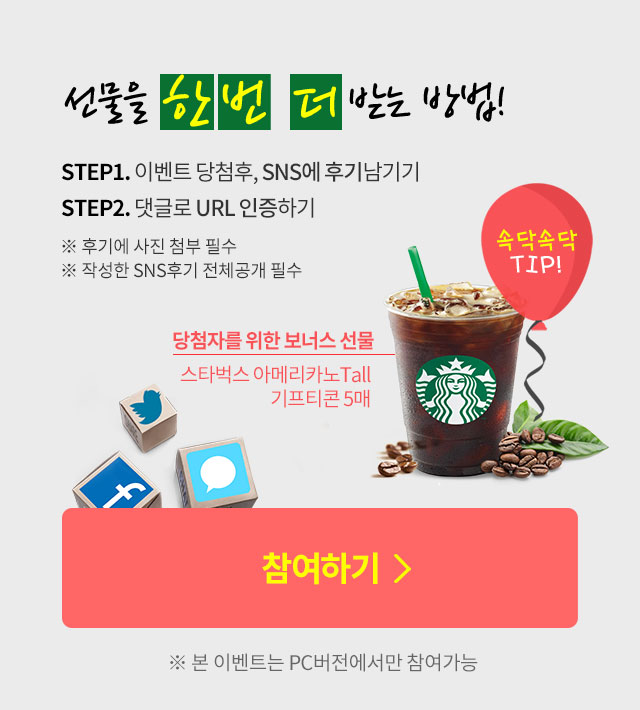 선물을 한번 더 받는 방법!
STEP1. 이벤트 당첨후, SNS에 후기남기기
STEP2. 댓글로 URL 인증하기
※ 후기에 사진 첨부 필수
※ 작성한 SNS후기 전체공개 필수
속닥속닥
TIP!
당첨자를 위한 보너스 선물
스타벅스 아메리카노Tall
기프티콘 5매
참여하기 >
※ 본 이벤트는 PC버전에서만 참여가능